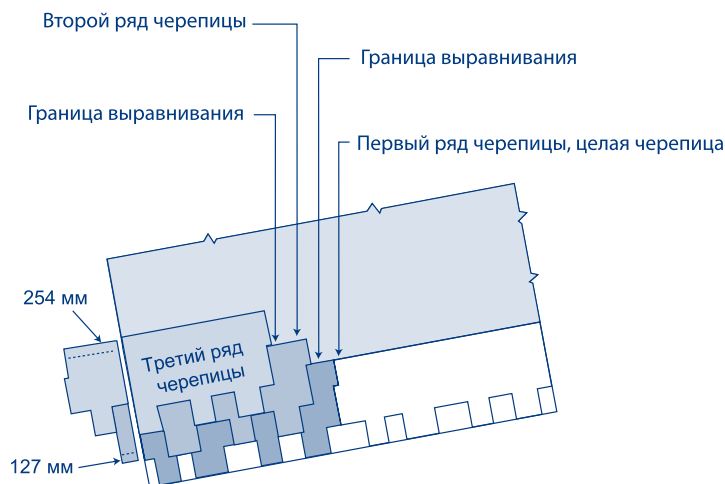 Второй ряд черепицы
Граница выравнивания
Граница выравнивания
Первый ряд черепицы, целая черепица
254 мм
Третий ряд
черепицы
127 мм